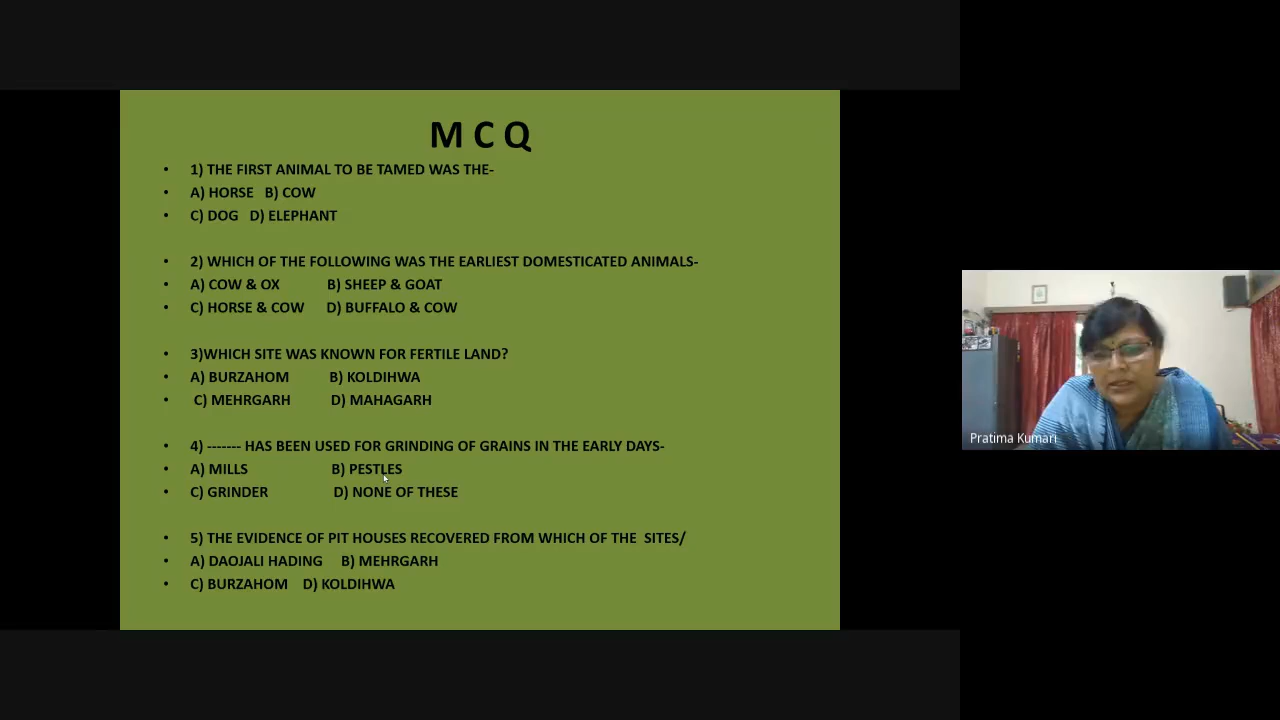 M C Q
• 1) THE FIRST ANIMAL TO BE TAMED WAS THE-
• A) HORSE B) COW
• C) DOG D) ELEPHANT
• 2) WHICH OF THE FOLLOWING WAS THE EARLIEST DOMESTICATED ANIMALS-
• A) COW & OX B) SHEEP & GOAT
• C) HORSE & COW D) BUFFALO & COW
• 3)WHICH SITE WAS KNOWN FOR FERTILE LAND?
• A) BURZAHOM B) KOLDIHWA
• C) MEHRGARH D) MAHAGARH
• 4) ------- HAS BEEN USED FOR GRINDING OF GRAINS IN THE EARLY DAYS-
• A) MILLS B) PESTLES
• C) GRINDER D) NONE OF THESE
• 5) THE EVIDENCE OF PIT HOUSES RECOVERED FROM WHICH OF THE SITES/
• A) DAOJALI HADING B) MEHRGARH
• C) BURZAHOM D) KOLDIHWA
Pratima Kumari